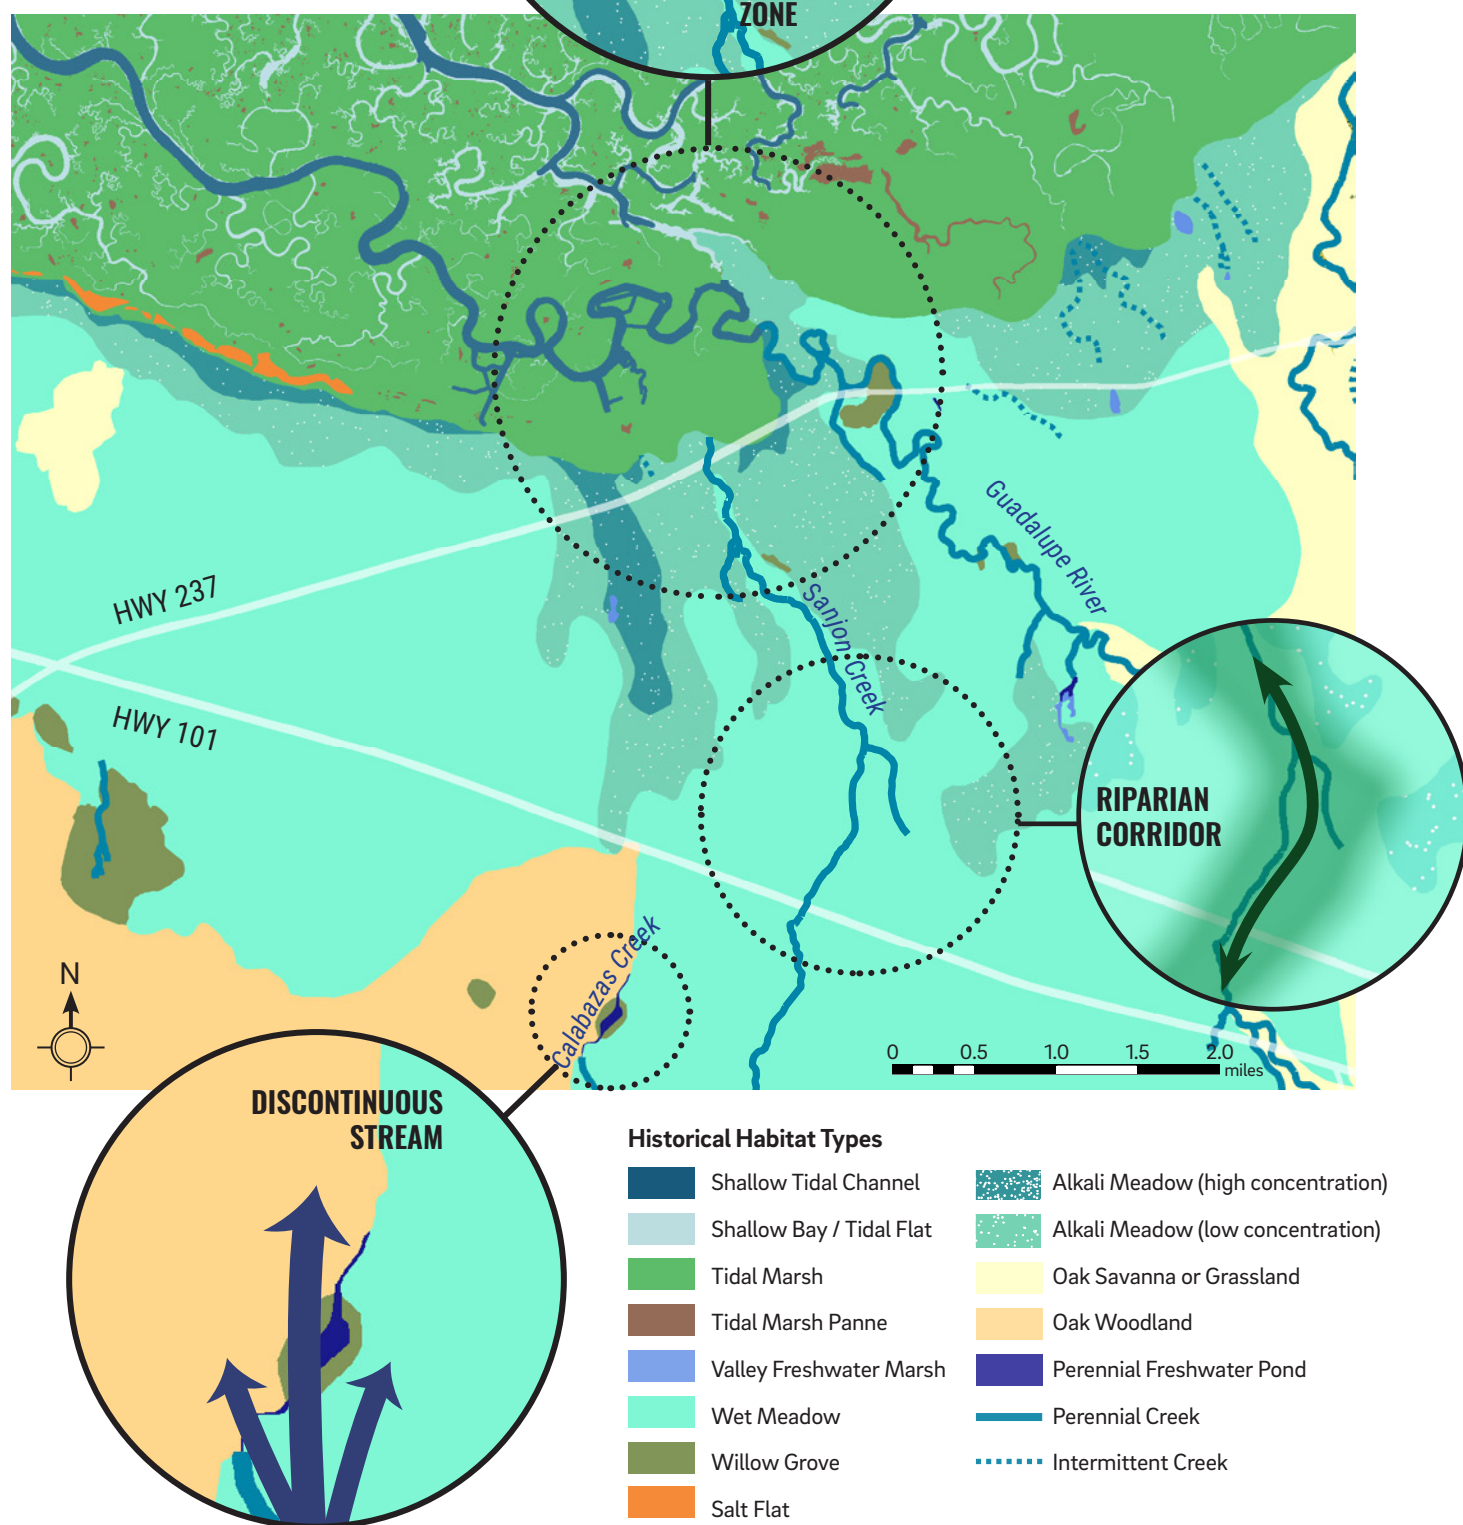 ZONE
HWY 237
HWY 101
Guadalupe River
Sanjon Creek
Calabazas Creek
RIPARIAN
CORRIDOR
N
0 0.5 1.0 1.5 2.0
miles
DISCONTINUOUS
STREAM
Historical Habitat Types
Shallow Tidal Channel
Shallow Bay / Tidal Flat
Tidal Marsh
Tidal Marsh Panne
Valley Freshwater Marsh
Wet Meadow
Willow Grove
Salt Flat
Alkali Meadow (high concentration)
Alkali Meadow (low concentration)
Oak Savanna or Grassland
Oak Woodland
Perennial Freshwater Pond
Perennial Creek
Intermittent Creek